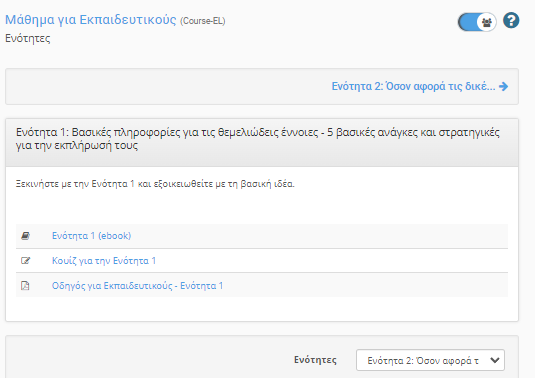 Μάθημα για Εκπαιδευτικούς (Course-EL)
Ενότητες
Ενότητα 2: Όσον αφορά τις δικέ...
Ενότητα 1: Βασικές πληροφορίες για τις θεμελιώδεις έννοιες - 5 βασικές ανάγκες και στρατηγικές
για την εκπλήρωσή τους
Ξεκινήστε με την Ενότητα 1 και εξοικειωθείτε με τη βασική ιδέα.
Ενότητα 1 (ebook)
Κουίζ για την Ενότητα 1
Οδηγός για Εκπαιδευτικούς - Ενότητα 1
Ενότητες Ενότητα 2: Όσον αφορά τ